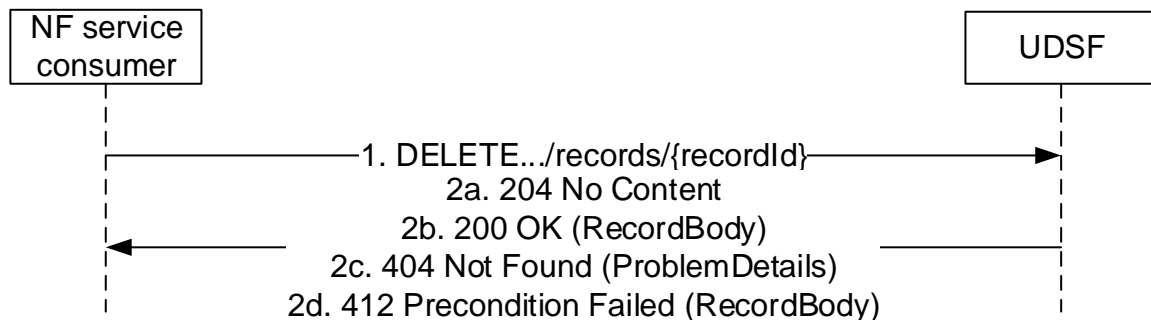 NF service
consumer
UDSF
1. DELETE.../records/{recordId}
2a. 204 No Content
2b. 200 OK (RecordBody)
2c. 404 Not Found (ProblemDetails)
2d. 412 Precondition Failed (RecordBody)